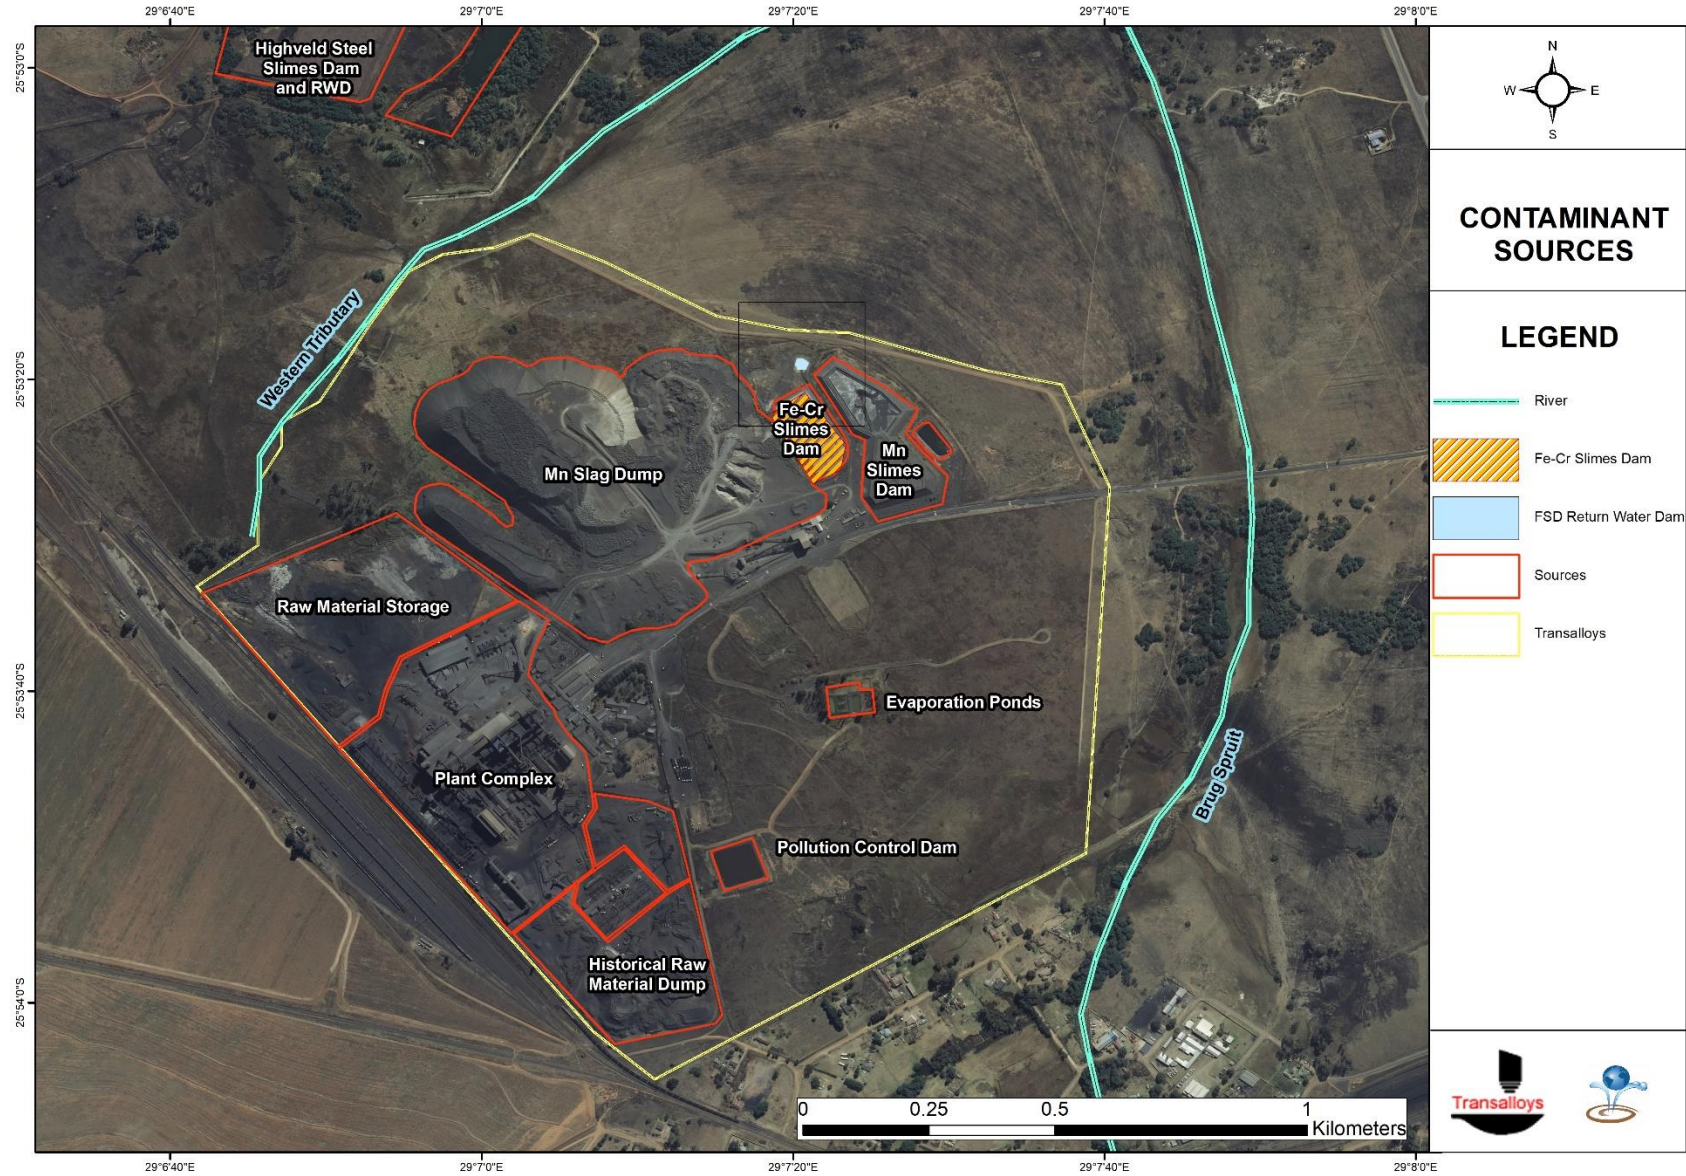 29°6'40"E
29°7'0"E
29°7'20"E
29°7'40"E
29°8'0"E
25°53'0"S
25°53'20"S
25°53'40"S
25°54'0"S
Highveld Steel
Slimes Dam
and RWD
Western Tributary
Fe-Cr
Slimes
Dam
Mn
Slimes
Dam
Mn Slag Dump
Raw Material Storage
Evaporation Ponds
Plant Complex
Brug Spruit
Pollution Control Dam
Historical Raw
Material Dump
0 0.25 0.5 1
Kilometers
29°6'40"E
29°7'0"E
29°7'20"E
29°7'40"E
29°8'0"E
N
W E
S
CONTAMINANT
SOURCES
LEGEND
River
Fe-Cr Slimes Dam
FSD Return Water Dam
Sources
Transalloys
Transalloys